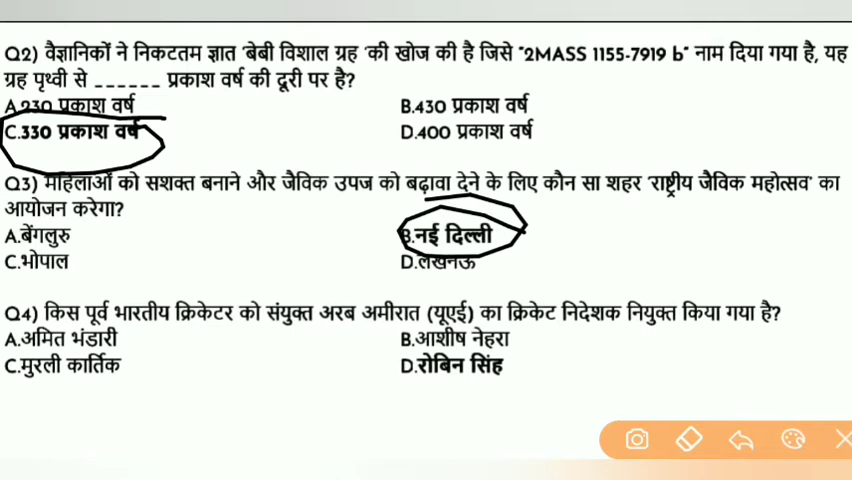 Q2) वैज्ञानिकों ने निकटतम ज्ञात 'बेबी विशाल ग्रह 'की खोज की है जिसे "2MASS 1155-7919 b" नाम दिया गया है, यह
ग्रह पृथ्वी से ______ प्रकाश वर्ष की दूरी पर है?
A.230 प्रकाश वर्ष B.430 प्रकाश वर्ष
C.330 प्रकाश वर्ष D.400 प्रकाश वर्ष
Q3) महिलाओं को सशक्त बनाने और जैविक उपज को बढ़ावा देने के लिए कौन सा शहर 'राष्ट्रीय जैविक महोत्सव' का
आयोजन करेगा?
A.बेंगलुरु B.नई दिल्ली
C.भोपाल D.लखनऊ
Q4) किस पूर्व भारतीय क्रिकेटर को संयुक्त अरब अमीरात (यूएई) का क्रिकेट निदेशक नियुक्त किया गया है?
A.अमित भंडारी B.आशीष नेहरा
C.मुरली कार्तिक D.रोबिन सिंह